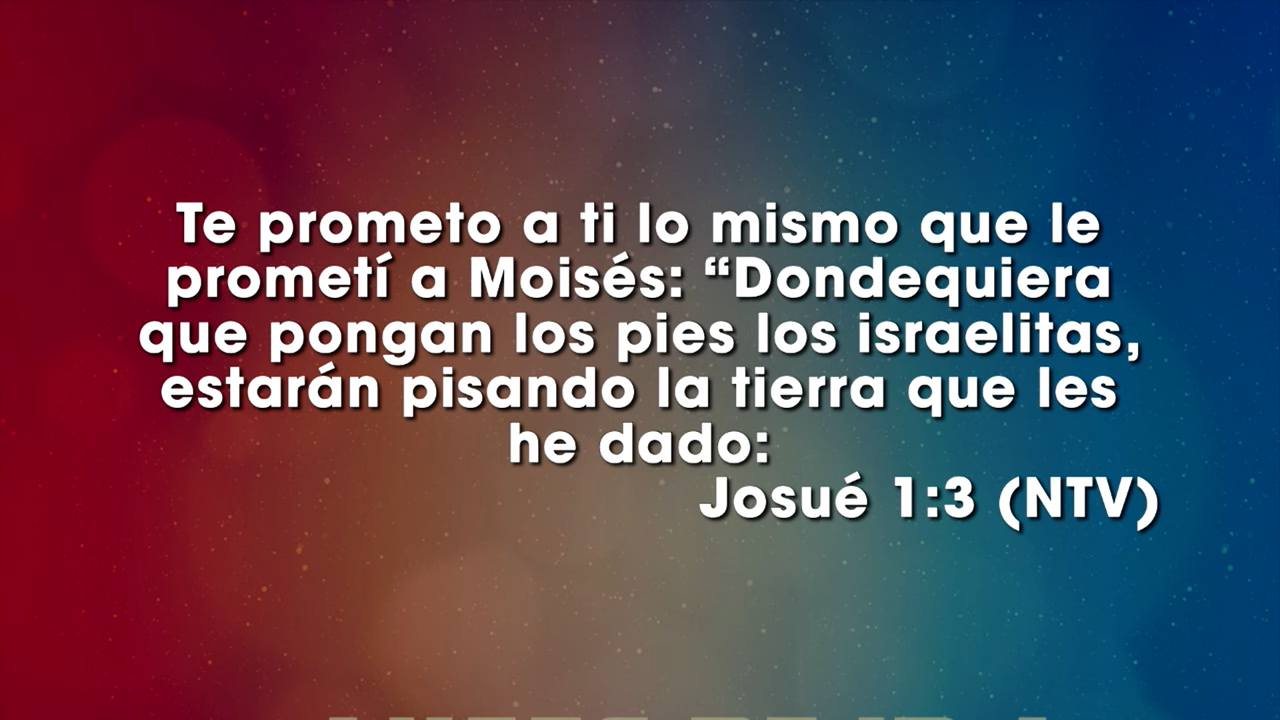 Te prometo a ti lo mismo que le
prometí a Moisés: “Dondequiera
que pongan los pies los israelitas,
estarán pisando la tierra que les
he dado:
Josué 1:3 (NTV)